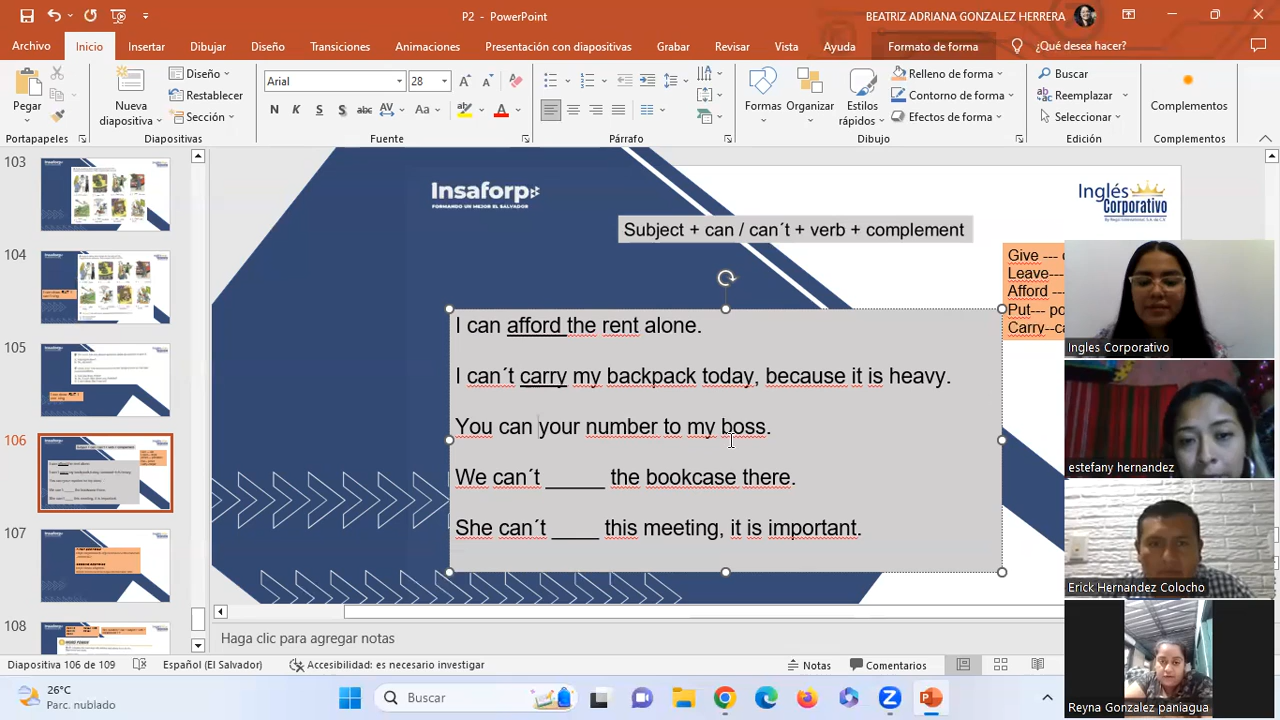 P2 - PowerPoint
BEATRIZ ADRIANA GONZALEZ HERRERA
Archivo Inicio Insertar Dibujar Diseño Transiciones Animaciones Presentación con diapositivas Grabar Revisar Vista Ayuda Formato de forma ¿Qué desea hacer?
Pegar
Portapapeles
Nueva diapositiva
Diseño
Restablecer
Sección
Diapositivas
Arial 28
N K S S abc AV Aa A
Fuente
Párrafo
Formas
Organizar
Estilos rápidos
Relleno de forma
Contorno de forma
Efectos de forma
Dibujo
Buscar
Reemplazar
Seleccionar
Edición
Complementos
Complementos
103
104
105
106
107
108
Insaforp
FORMANDO UN MEJOR EL SALVADOR
Inglés
Corporativo
Subject + can / can´t + verb + complement
Give ---
Leave---
Afford ---
Put---
Carry--
I can afford the rent alone.
I can´t carry my backpack today, because it is heavy.
You can your number to my boss.
We can't _____ the bookcase there.
She can´t ____ this meeting, it is important.
Ingles Corporativo
estefany hernandez
Erick Hernandez Colocho
Reyna Gonzalez paniagua
Haga clic para agregar notas
Diapositiva 106 de 109 Español (El Salvador) Accesibilidad: es necesario investigar Notas Comentarios
26°C
Parc. nublado
Buscar